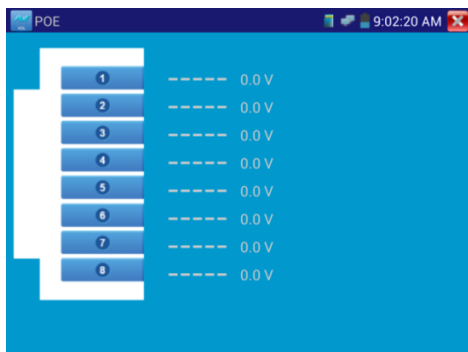 POE 9:02:20 AM
1 ----- 0.0 V
2 ----- 0.0 V
3 ----- 0.0 V
4 ----- 0.0 V
5 ----- 0.0 V
6 ----- 0.0 V
7 ----- 0.0 V
8 ----- 0.0 V